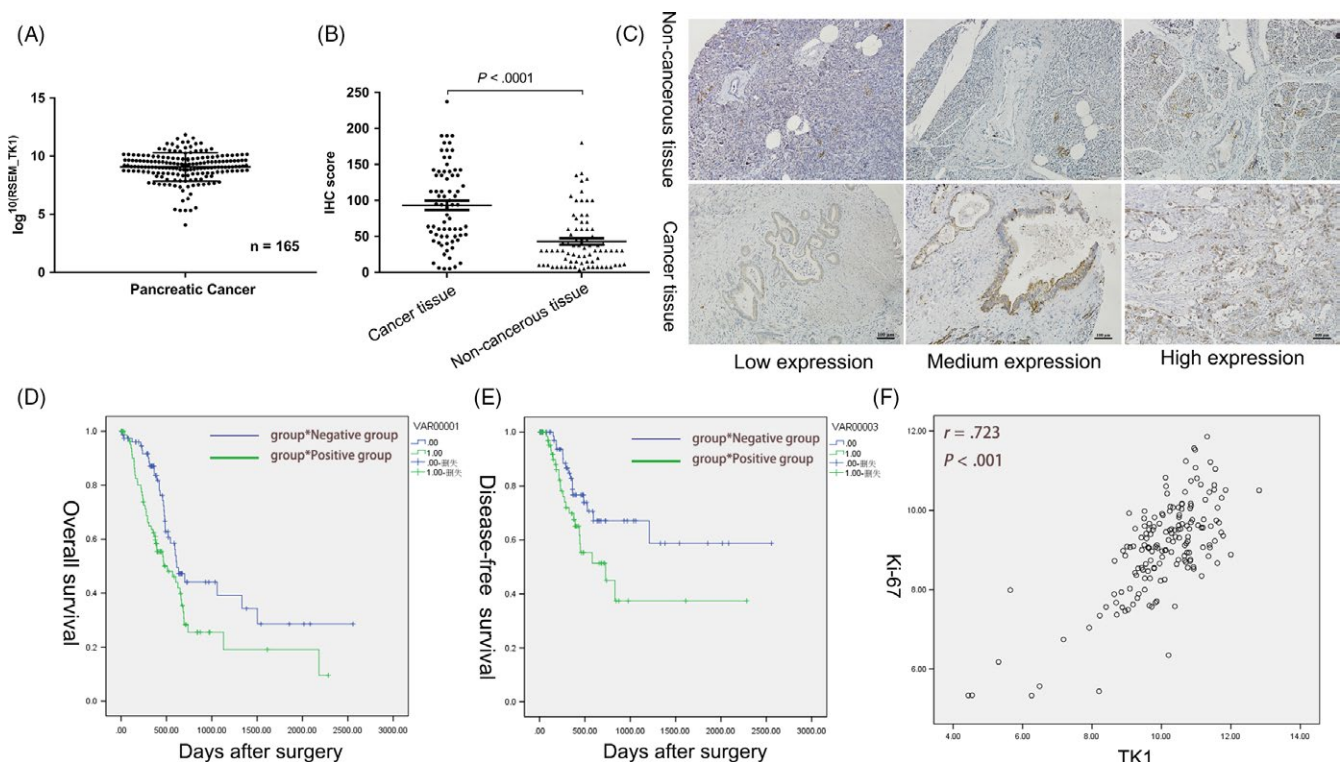 (A)
log10(RSEM_TK1)
15
10
5
0
n = 165
Pancreatic Cancer
(B)
P < .0001
IHC score
250
200
150
100
50
0
Cancer tissue
Non-cancerous tissue
(C)
Non-cancerous tissue
Cancer tissue
Low expression
Medium expression
High expression
(D)
Overall survival
1.0
0.8
0.6
0.4
0.2
0.0
group*Negative group
group*Positive group
VAR00001
.00
1.00
.00-删失
1.00-删失
.00 500.00 1000.00 1500.00 2000.00 2500.00 3000.00
Days after surgery
(E)
Disease-free survival
1.0
0.8
0.6
0.4
0.2
0.0
group*Negative group
group*Positive group
VAR00003
.00
1.00
.00-删失
1.00-删失
.00 500.00 1000.00 1500.00 2000.00 2500.00 3000.00
Days after surgery
(F)
r = .723
P < .001
Ki-67
12.00
10.00
8.00
6.00
4.00 6.00 8.00 10.00 12.00 14.00
TK1